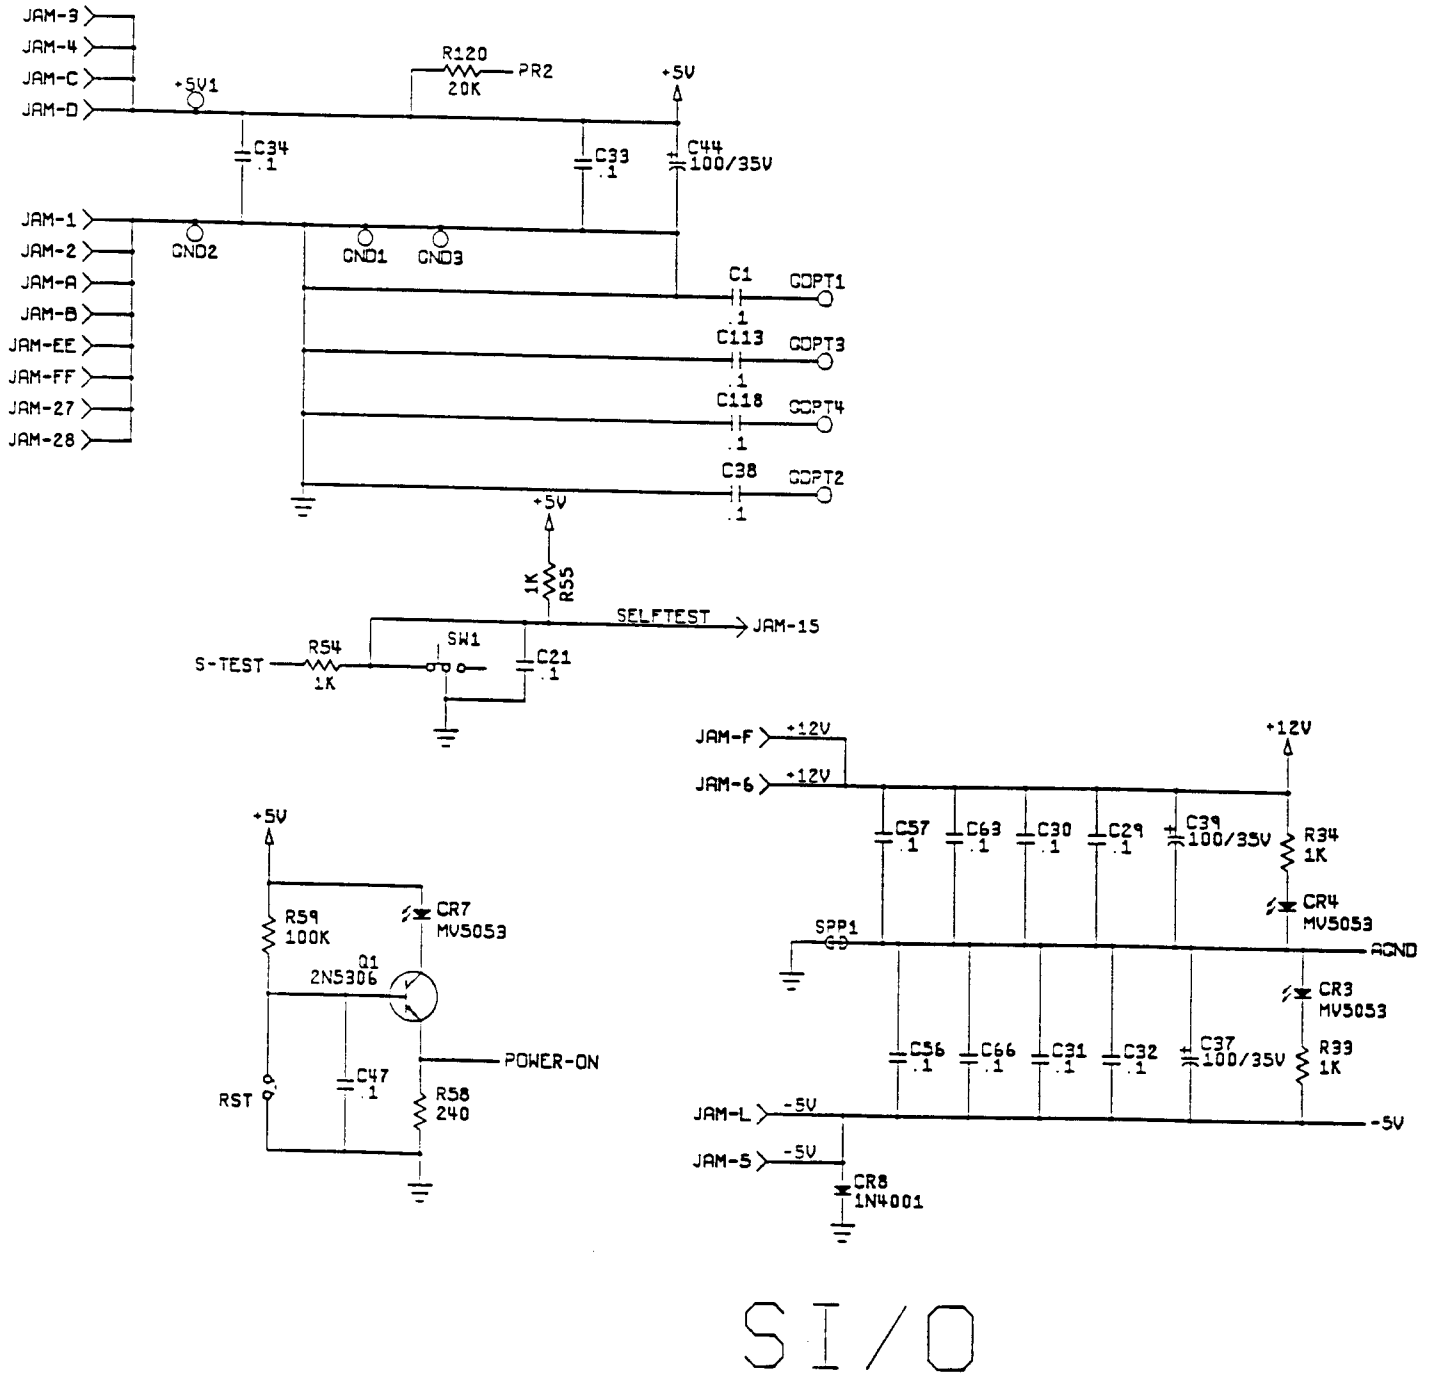 JAM-3
JAM-4
JAM-C
JAM-D
+5V1
R120
20K
PR2
+5V
C34
.1
C33
.1
C44
+
100/35V
JAM-1
JAM-2
JAM-A
JAM-B
JAM-EE
JAM-FF
JAM-27
JAM-28
GND2
GND1
GND3
C1
.1
GDPT1
C113
.1
GDPT3
C118
.1
GDPT4
C38
.1
GDPT2
+5V
1K
R55
SELFTEST
JAM-15
S-TEST
R54
1K
SW1
C21
.1
+5V
R59
100K
CR7
MV5053
Q1
2N5306
POWER-ON
RST
C47
.1
R58
240
JAM-F
+12V
JAM-6
+12V
+12V
C57
.1
C63
.1
C30
.1
C29
.1
C39
+
100/35V
R34
1K
CR4
MV5053
SPP1
AGND
CR3
MV5053
C56
.1
C66
.1
C31
.1
C32
.1
C37
+
100/35V
R33
1K
JAM-L
-5V
-5V
JAM-5
-5V
CR8
1N4001
SI/O